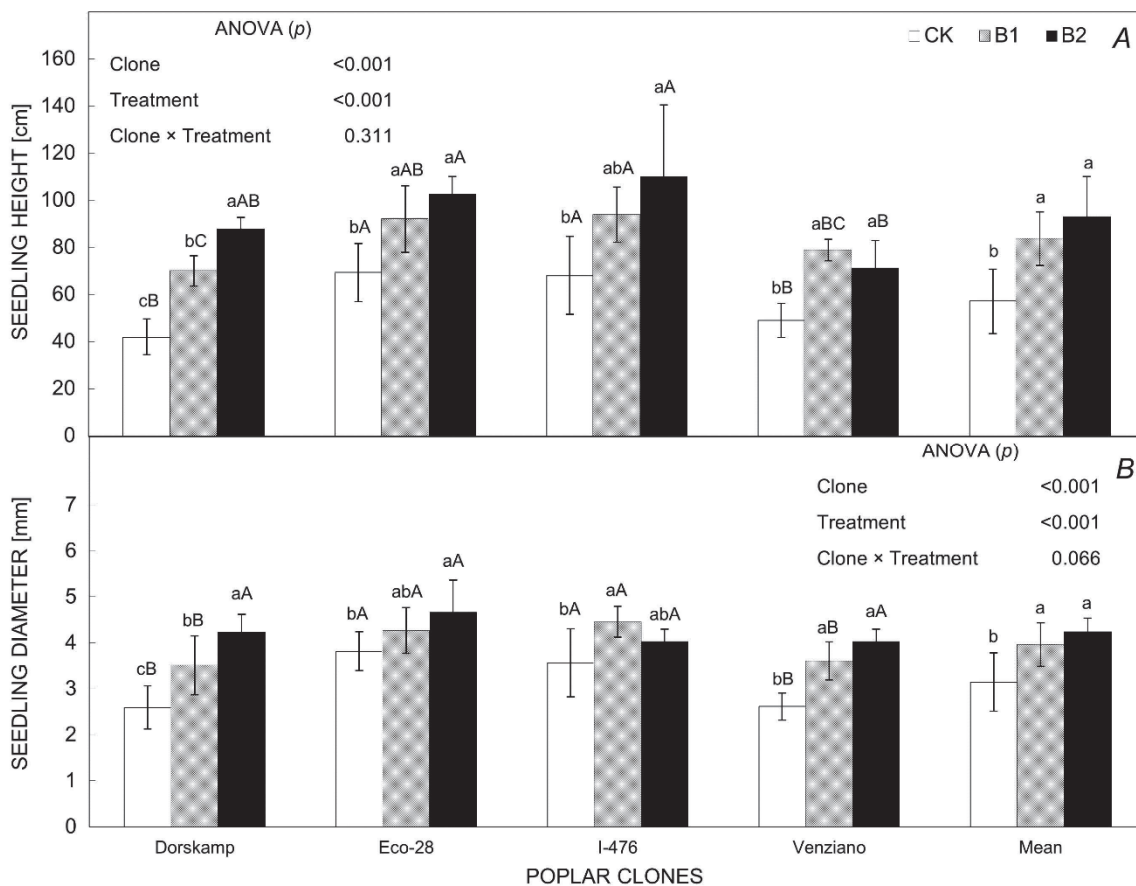 ANOVA (p)
CK B1 B2 A
Clone <0.001
Treatment <0.001
Clone × Treatment 0.311
SEEDLING HEIGHT [cm]
160
140
120
100
80
60
40
20
0
cB bC aAB
bA aAB aA
bA abA aA
bB aBC aB
b a a
ANOVA (p) B
Clone <0.001
Treatment <0.001
Clone × Treatment 0.066
SEEDLING DIAMETER [mm]
7
6
5
4
3
2
1
0
cB bB aA
bA abA aA
bA aA abA
bB aB aA
b a a
Dorskamp Eco-28 I-476 Venziano Mean
POPLAR CLONES